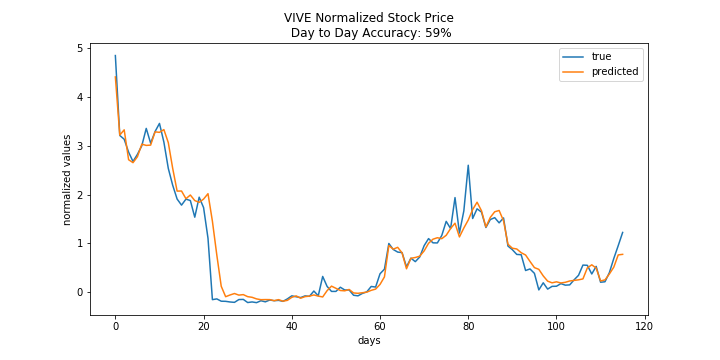 VIVE Normalized Stock Price
Day to Day Accuracy: 59%
true
predicted
normalized values
5
4
3
2
1
0
0
20
40
60
80
100
120
days